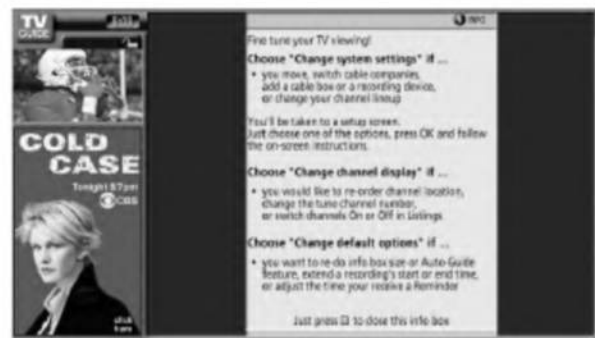 TV
GUIDE
INFO
Fine tune your TV viewing!
Choose "Change system settings" if ...
• you move, switch cable companies,
add a cable box or a recording device,
or change your channel lineup
You'll be taken to a setup screen.
Just choose one of the options, press OK and follow
the on-screen instructions.
Choose "Change channel display" if ...
• you would like to re-order channel location,
change the tune channel number,
or switch channels On or Off in Listings
Choose "Change default options" if ...
• you want to re-do info box size or Auto-Guide
feature, extend a recording's start or end time,
or adjust the time your receive a Reminder
Just press to close this info box
COLD
CASE
Tonight 8/7pm
CBS
click
here